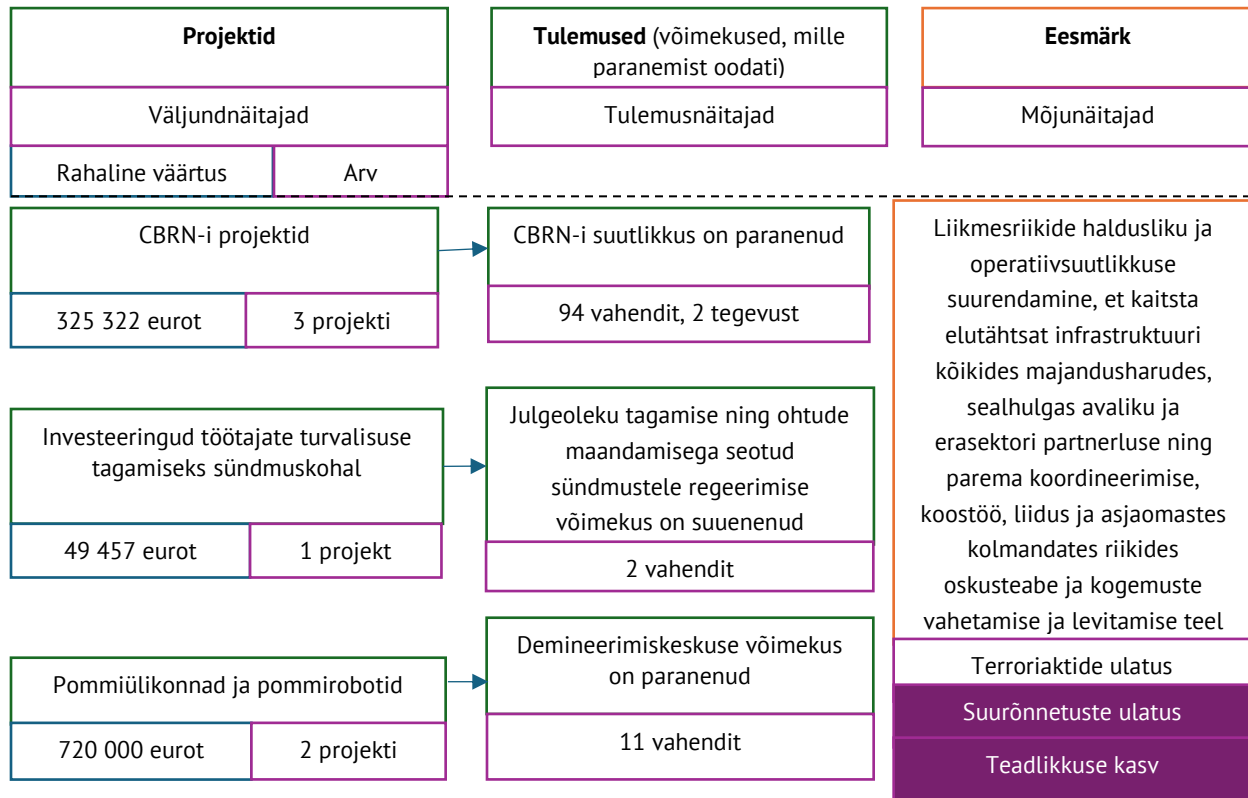 Projektid
Väljundnäitajad
Rahaline väärtus
Arv
Tulemused (võimekused, mille
paranemist oodati)
Tulemusnäitajad
Eesmärk
Mõjunäitajad
CBRN-i projektid
325 322 eurot
3 projekti
CBRN-i suutlikkus on paranenud
94 vahendit, 2 tegevust
Investeeringud töötajate turvalisuse
tagamiseks sündmuskohal
49 457 eurot
1 projekt
Julgeoleku tagamise ning ohtude
maandamisega seotud
sündmustele regeerimise
võimekus on suuenenud
2 vahendit
Pommiülikonnad ja pommirobotid
720 000 eurot
2 projekti
Demineerimiskeskuse võimekus
on paranenud
11 vahendit
Liikmesriikide haldusliku ja
operatiivsuutlikkuse
suurendamine, et kaitsta
elutähtsat infrastruktuuri
kõikides majandusharudes,
sealhulgas avaliku ja
erasektori partnerluse ning
parema koordineerimise,
koostöö, liidus ja asjaomastes
kolmandates riikides
oskusteabe ja kogemuste
vahetamise ja levitamise teel
Terroriaktide ulatus
Suurõnnetuste ulatus
Teadlikkuse kasv